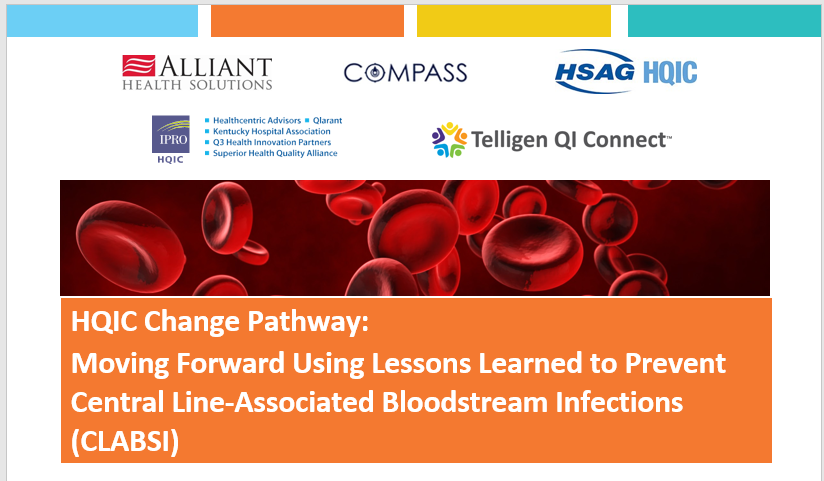 ALLIANT
HEALTH SOLUTIONS
COMPASS
HSAG HQIC
IPRO
HQIC
▪ Healthcentric Advisors ▪ Qlarant
▪ Kentucky Hospital Association
▪ Q3 Health Innovation Partners
▪ Superior Health Quality Alliance
Telligen QI Connect™
HQIC Change Pathway:
Moving Forward Using Lessons Learned to Prevent
Central Line-Associated Bloodstream Infections
(CLABSI)